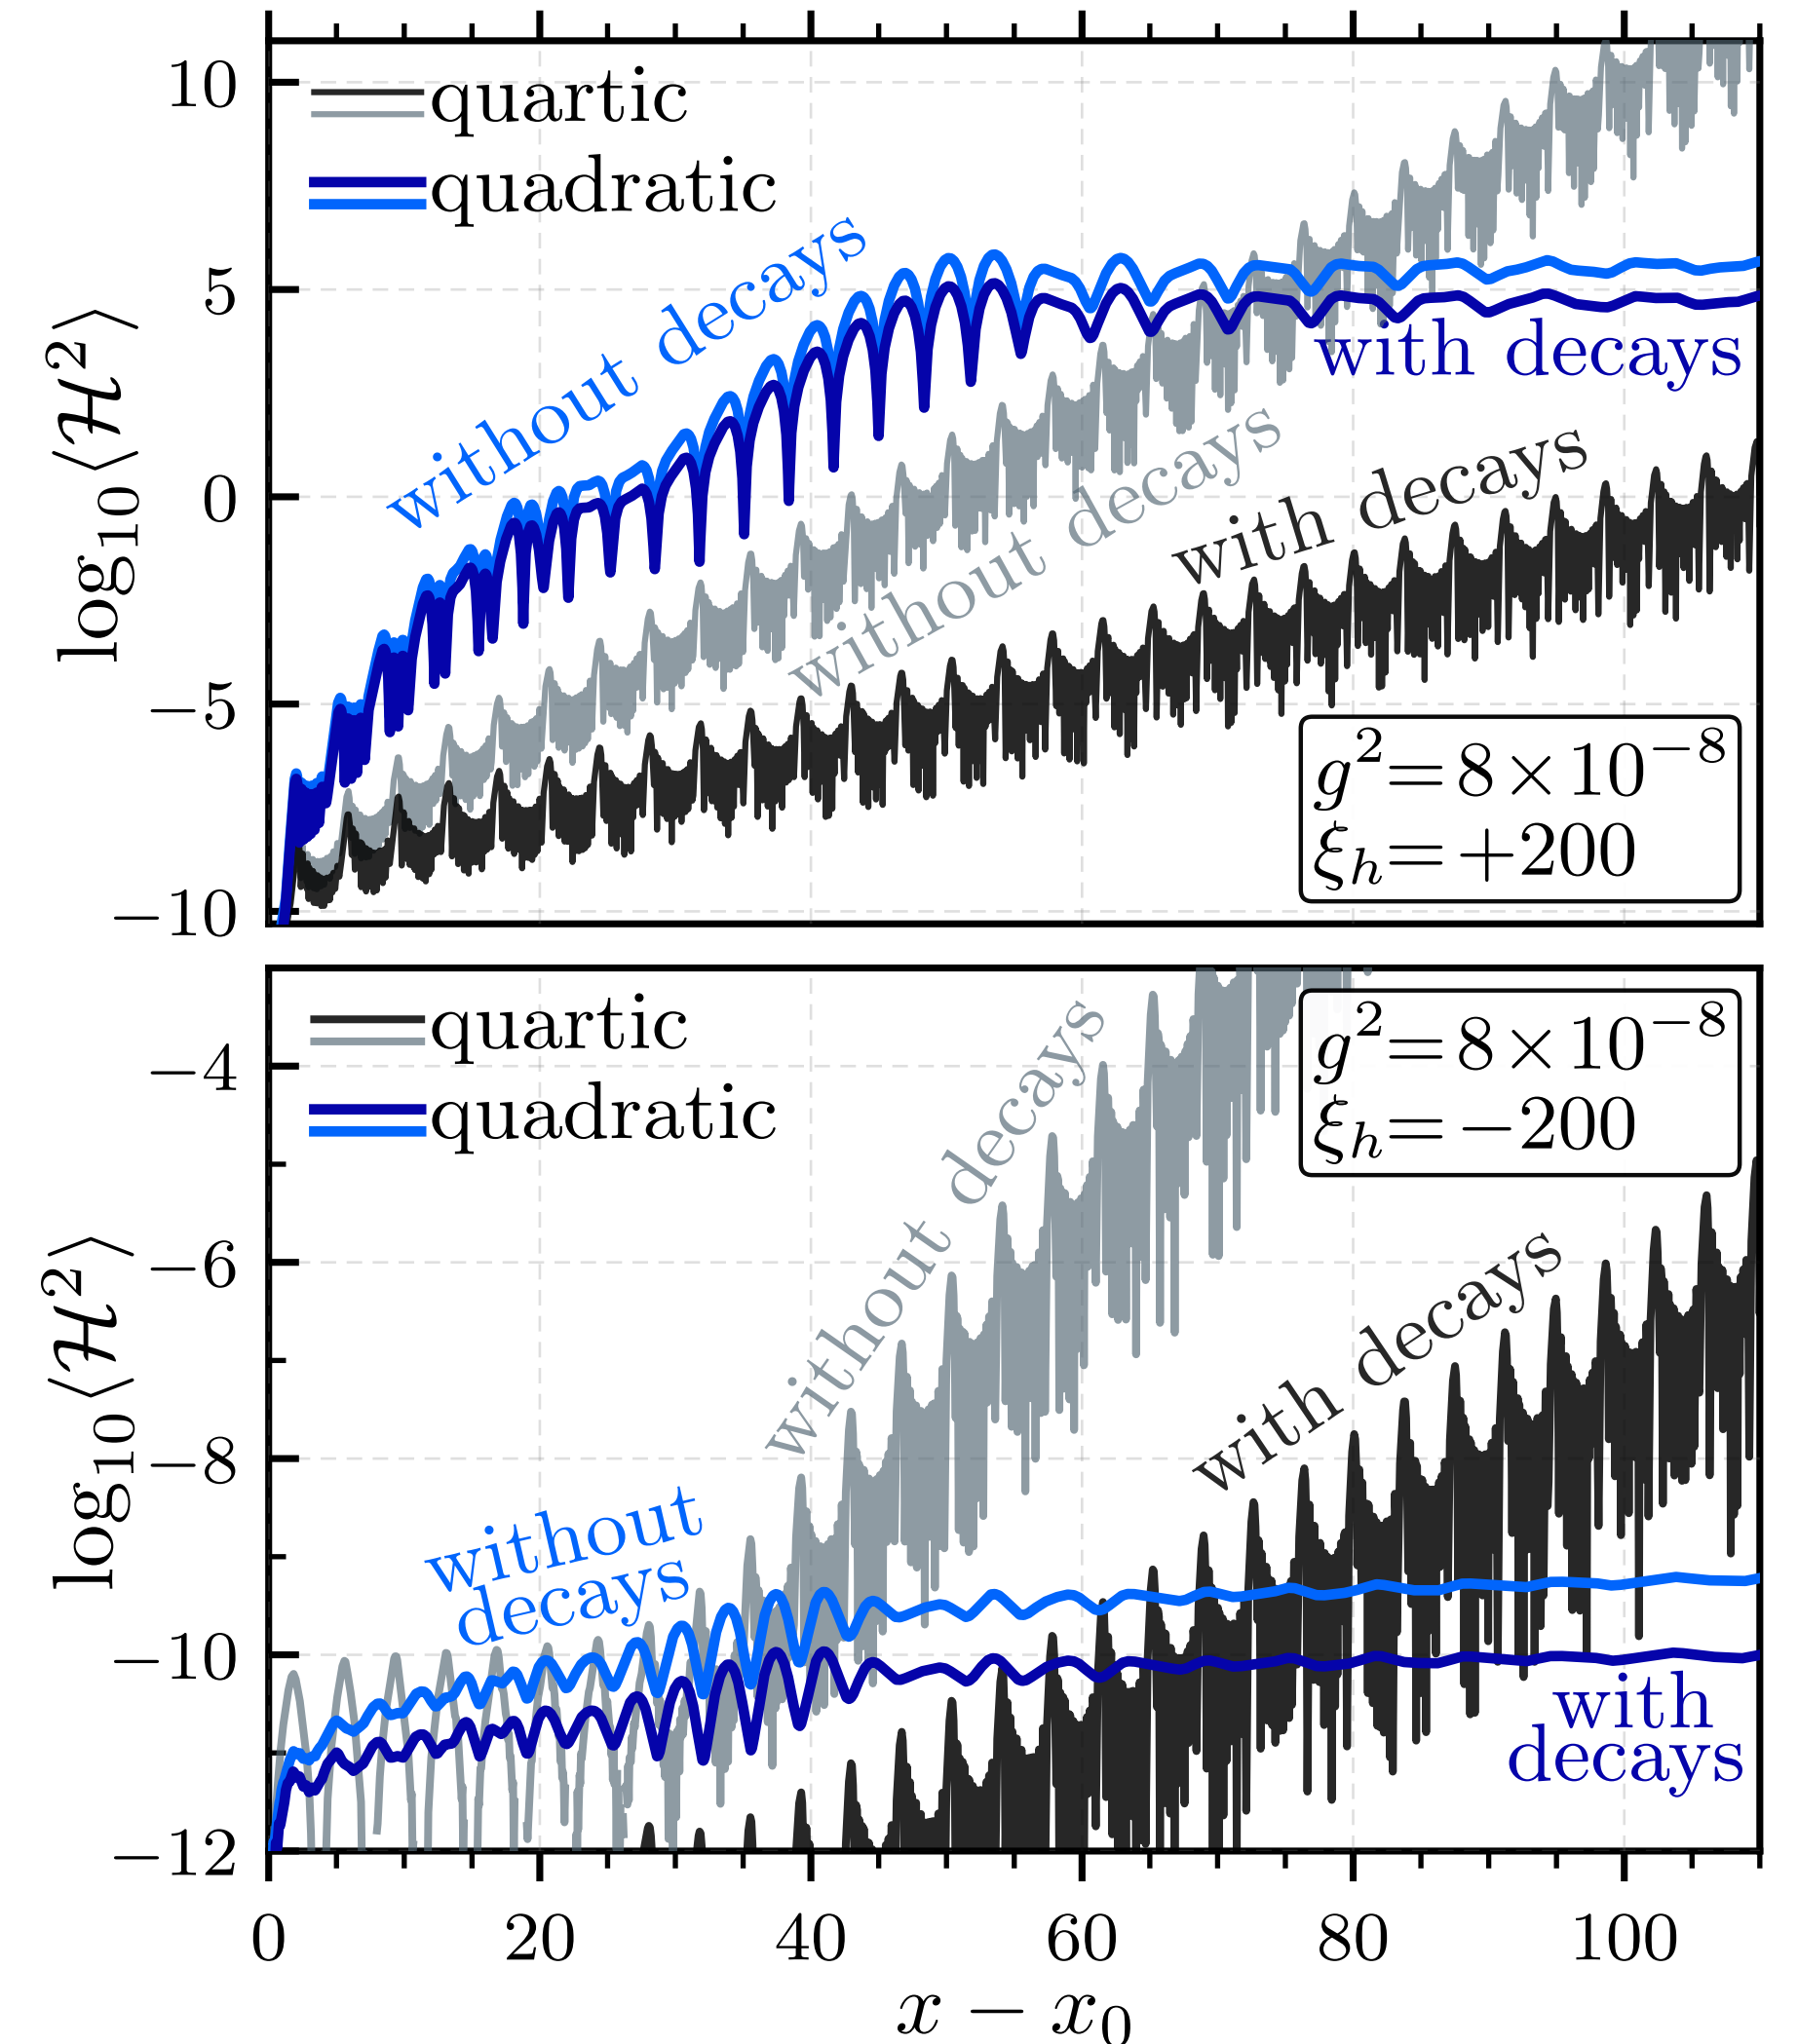 10
5
0
−5
−10
log₁₀⟨ℋ²⟩
quartic
quadratic
without decays
with decays
without decays
with decays
g²=8×10⁻⁸
ξₕ=+200
−4
−6
−8
−10
−12
log₁₀⟨ℋ²⟩
quartic
quadratic
g²=8×10⁻⁸
ξₕ=−200
without decays
with decays
without
decays
with
decays
0 20 40 60 80 100
x − x₀